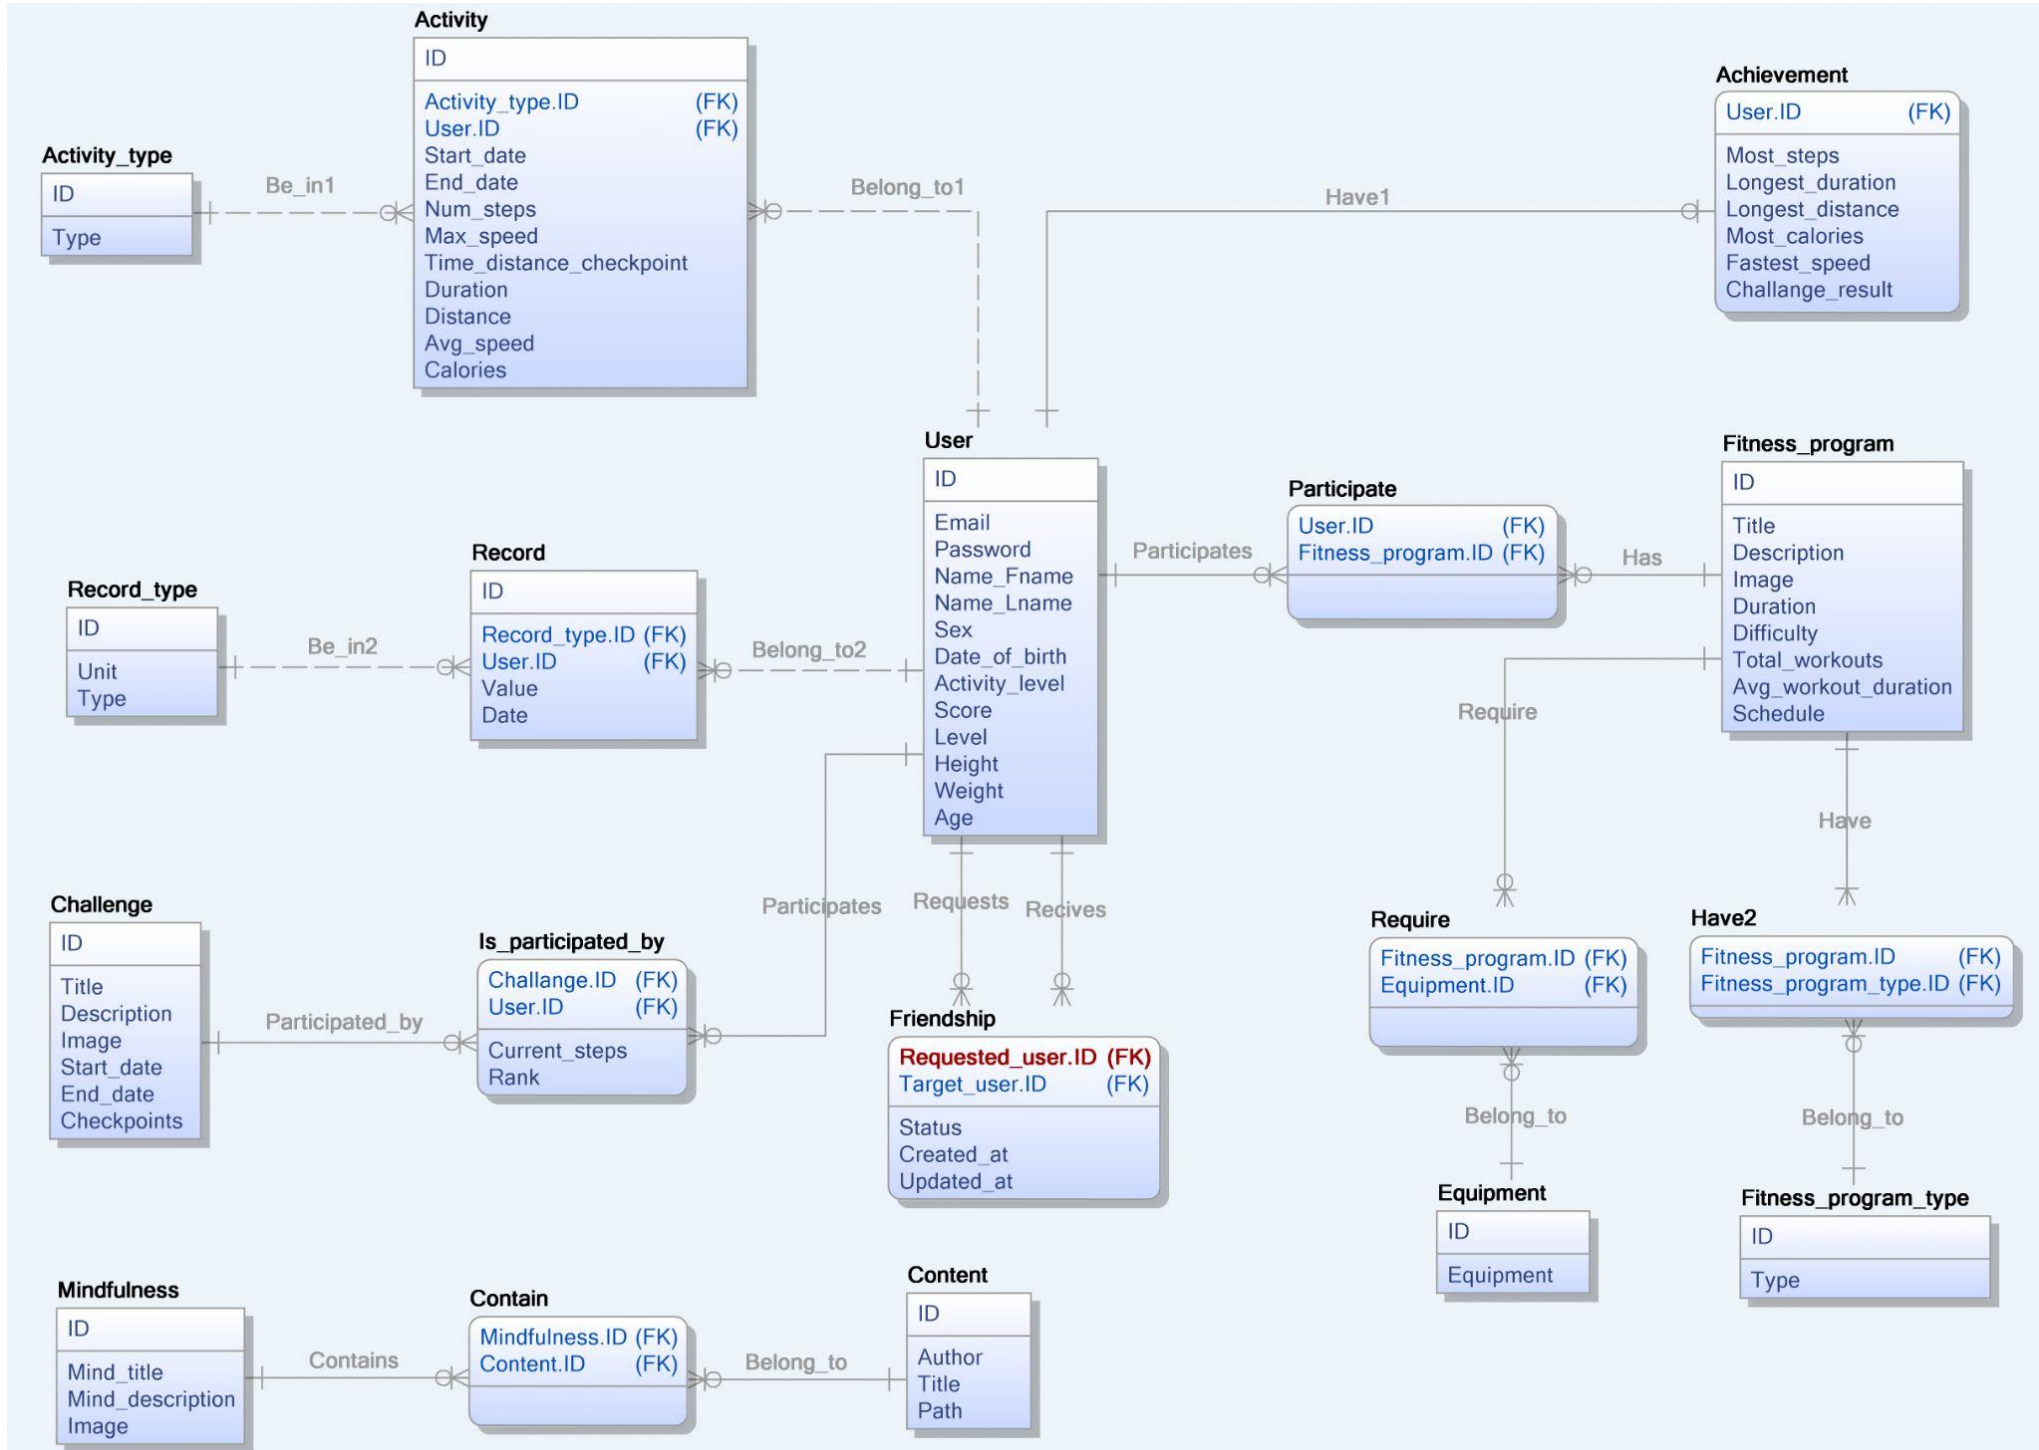 Activity
ID
Activity_type.ID (FK)
User.ID (FK)
Start_date
End_date
Num_steps
Max_speed
Time_distance_checkpoint
Duration
Distance
Avg_speed
Calories
Activity_type
ID
Type
Be_in1
Belong_to1
Have1
Achievement
User.ID (FK)
Most_steps
Longest_duration
Longest_distance
Most_calories
Fastest_speed
Challange_result
User
ID
Email
Password
Name_Fname
Name_Lname
Sex
Date_of_birth
Activity_level
Score
Level
Height
Weight
Age
Participates
Participate
User.ID (FK)
Fitness_program.ID (FK)
Has
Fitness_program
ID
Title
Description
Image
Duration
Difficulty
Total_workouts
Avg_workout_duration
Schedule
Record_type
ID
Unit
Type
Be_in2
Record
ID
Record_type.ID (FK)
User.ID (FK)
Value
Date
Belong_to2
Require
Have
Challenge
ID
Title
Description
Image
Start_date
End_date
Checkpoints
Participated_by
Is_participated_by
Challange.ID (FK)
User.ID (FK)
Current_steps
Rank
Participates
Requests
Recives
Friendship
Requested_user.ID (FK)
Target_user.ID (FK)
Status
Created_at
Updated_at
Require
Fitness_program.ID (FK)
Equipment.ID (FK)
Have2
Fitness_program.ID (FK)
Fitness_program_type.ID (FK)
Belong_to
Belong_to
Equipment
ID
Equipment
Fitness_program_type
ID
Type
Mindfulness
ID
Mind_title
Mind_description
Image
Contains
Contain
Mindfulness.ID (FK)
Content.ID (FK)
Belong_to
Content
ID
Author
Title
Path